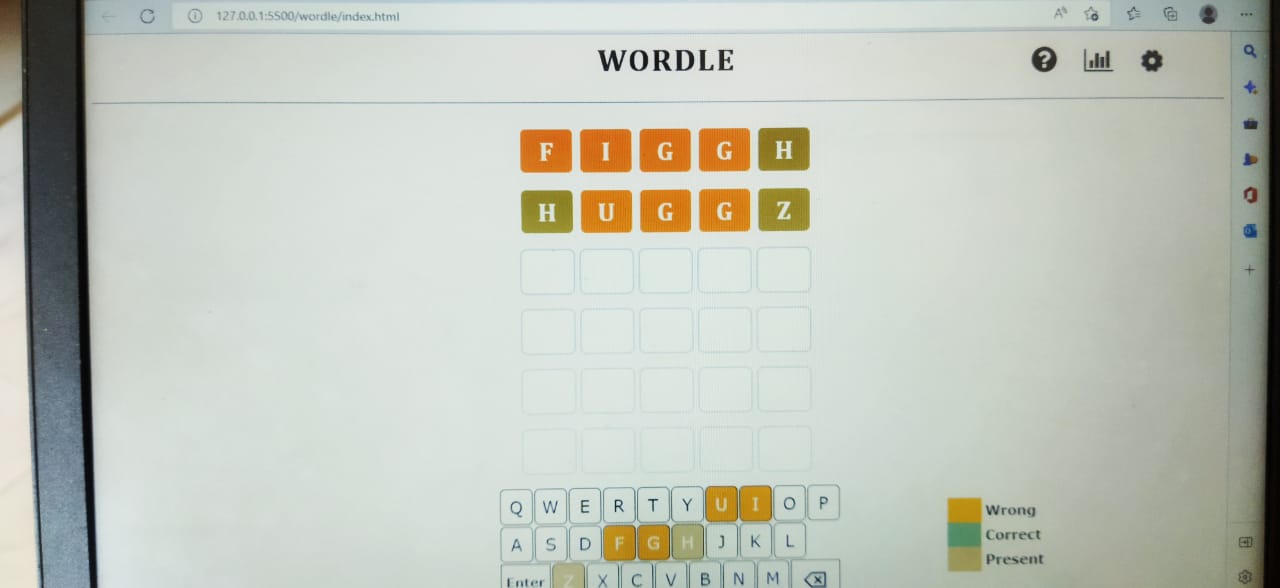 127.0.0.1:5500/wordle/index.html
WORDLE
F I G G H
H U G G Z
Q W E R T Y U I O P
A S D F G H J K L
Enter Z X C V B N M
Wrong
Correct
Present